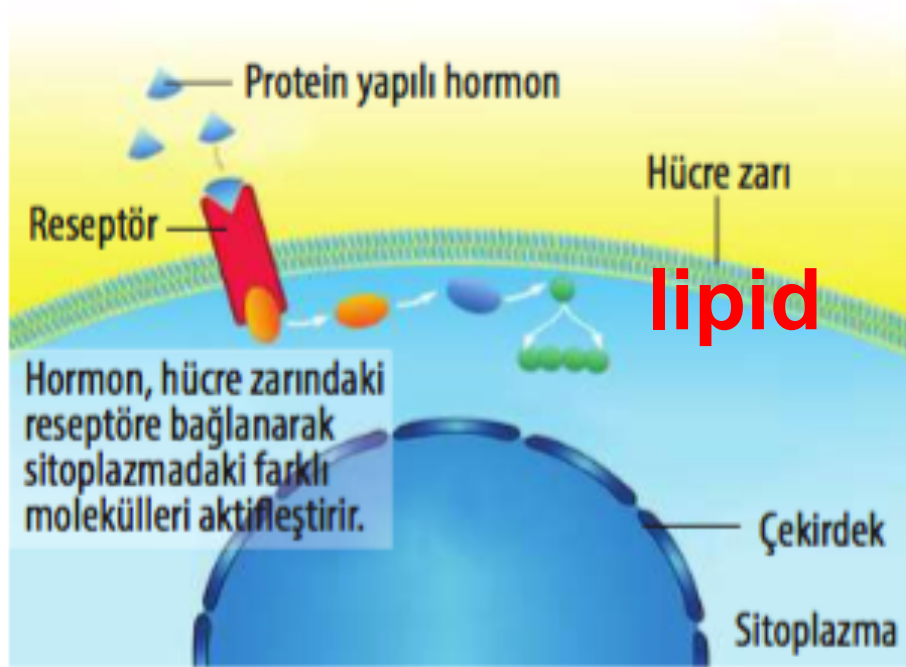 Protein yapılı hormon
Hücre zarı
Reseptör
lipid
Hormon, hücre zarındaki
reseptöre bağlanarak
sitoplazmadaki farklı
molekülleri aktifleştirir.
Çekirdek
Sitoplazma